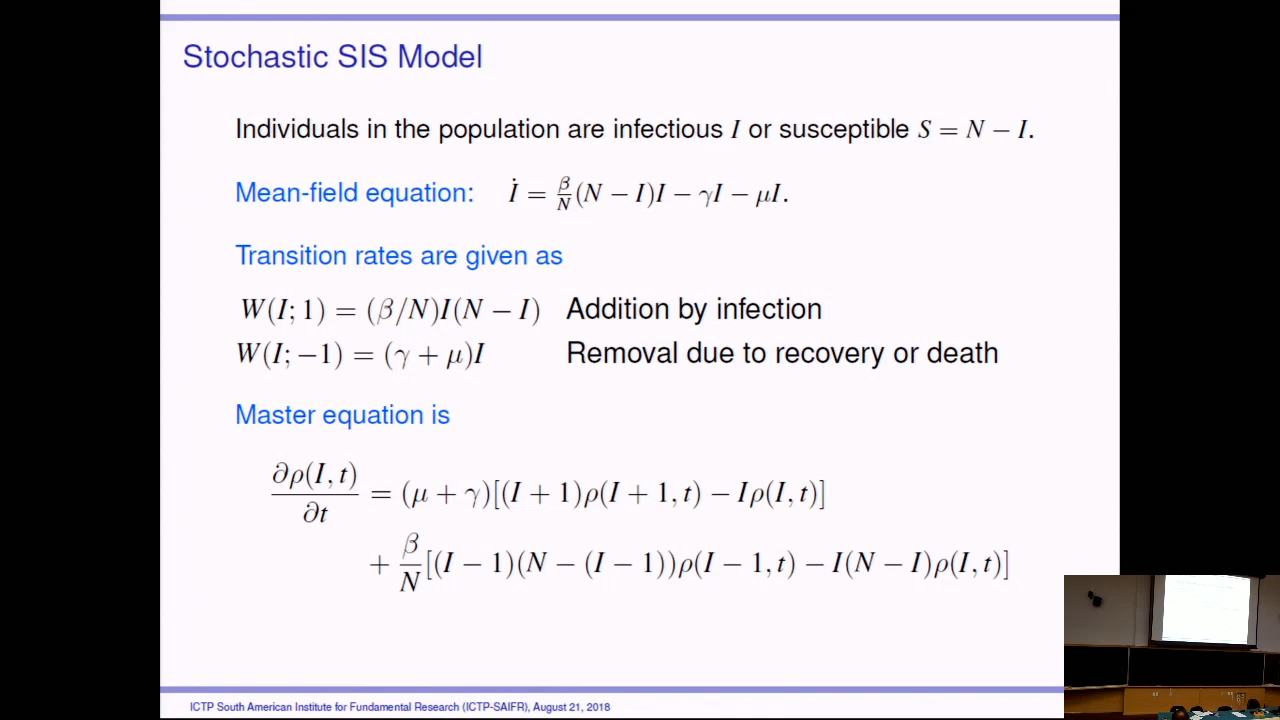 Stochastic SIS Model
Individuals in the population are infectious I or susceptible S = N − I.
Mean-field equation: İ = β/N (N − I)I − γI − μI.
Transition rates are given as
W(I; 1) = (β/N)I(N − I) Addition by infection
W(I; −1) = (γ + μ)I Removal due to recovery or death
Master equation is
∂ρ(I, t)/∂t = (μ + γ)[(I + 1)ρ(I + 1, t) − Iρ(I, t)]
+ β/N [(I − 1)(N − (I − 1))ρ(I − 1, t) − I(N − I)ρ(I, t)]
ICTP South American Institute for Fundamental Research (ICTP-SAIFR), August 21, 2018